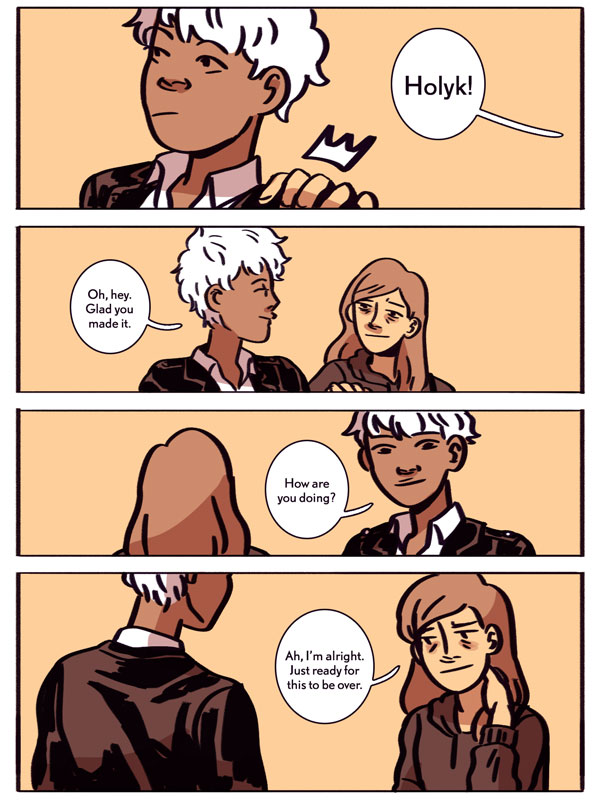 Holyk!
Oh, hey.
Glad you
made it.
How are
you doing?
Ah, I'm alright.
Just ready for
this to be over.